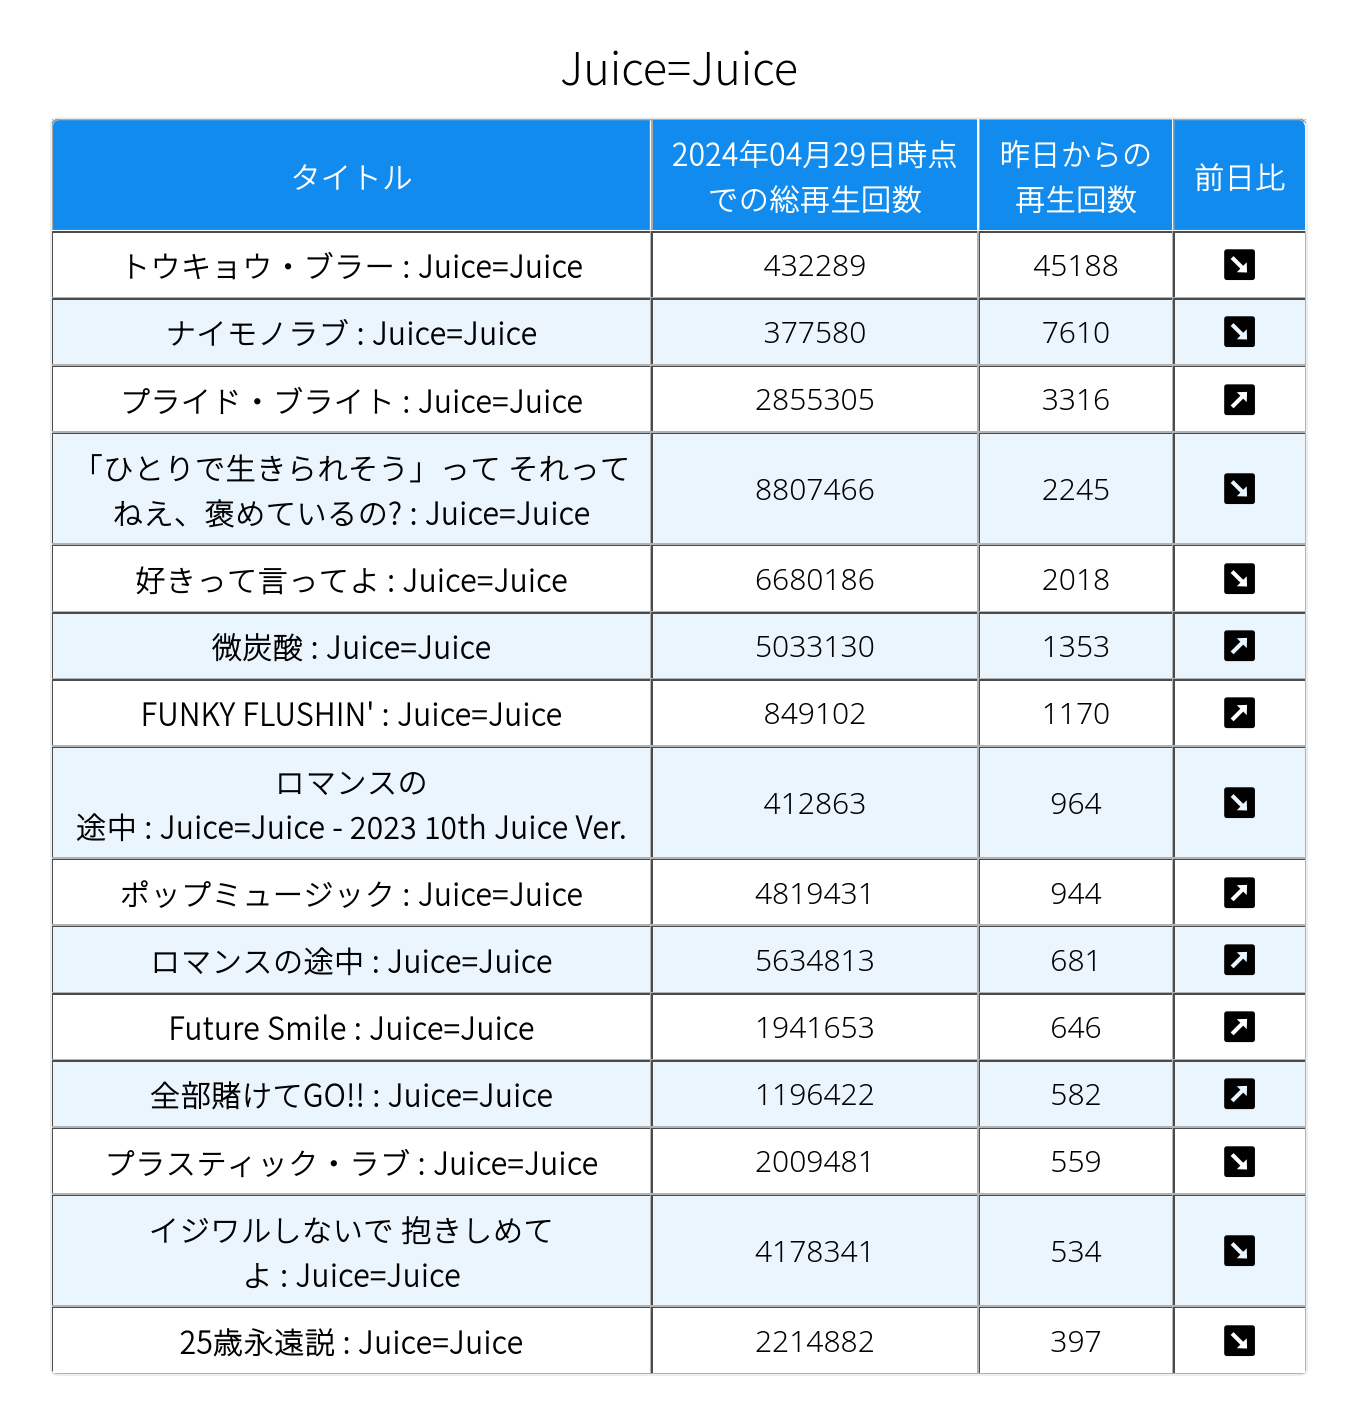 Juice=Juice
タイトル
2024年04月29日時点
での総再生回数
昨日からの
再生回数
前日比
トウキョウ・ブラー : Juice=Juice
432289
45188
ナイモノラブ : Juice=Juice
377580
7610
プライド・ブライト : Juice=Juice
2855305
3316
「ひとりで生きられそう」って それって
ねえ、褒めているの? : Juice=Juice
8807466
2245
好きって言ってよ : Juice=Juice
6680186
2018
微炭酸 : Juice=Juice
5033130
1353
FUNKY FLUSHIN' : Juice=Juice
849102
1170
ロマンスの
途中 : Juice=Juice - 2023 10th Juice Ver.
412863
964
ポップミュージック : Juice=Juice
4819431
944
ロマンスの途中 : Juice=Juice
5634813
681
Future Smile : Juice=Juice
1941653
646
全部賭けてGO!! : Juice=Juice
1196422
582
プラスティック・ラブ : Juice=Juice
2009481
559
イジワルしないで 抱きしめて
よ : Juice=Juice
4178341
534
25歳永遠説 : Juice=Juice
2214882
397